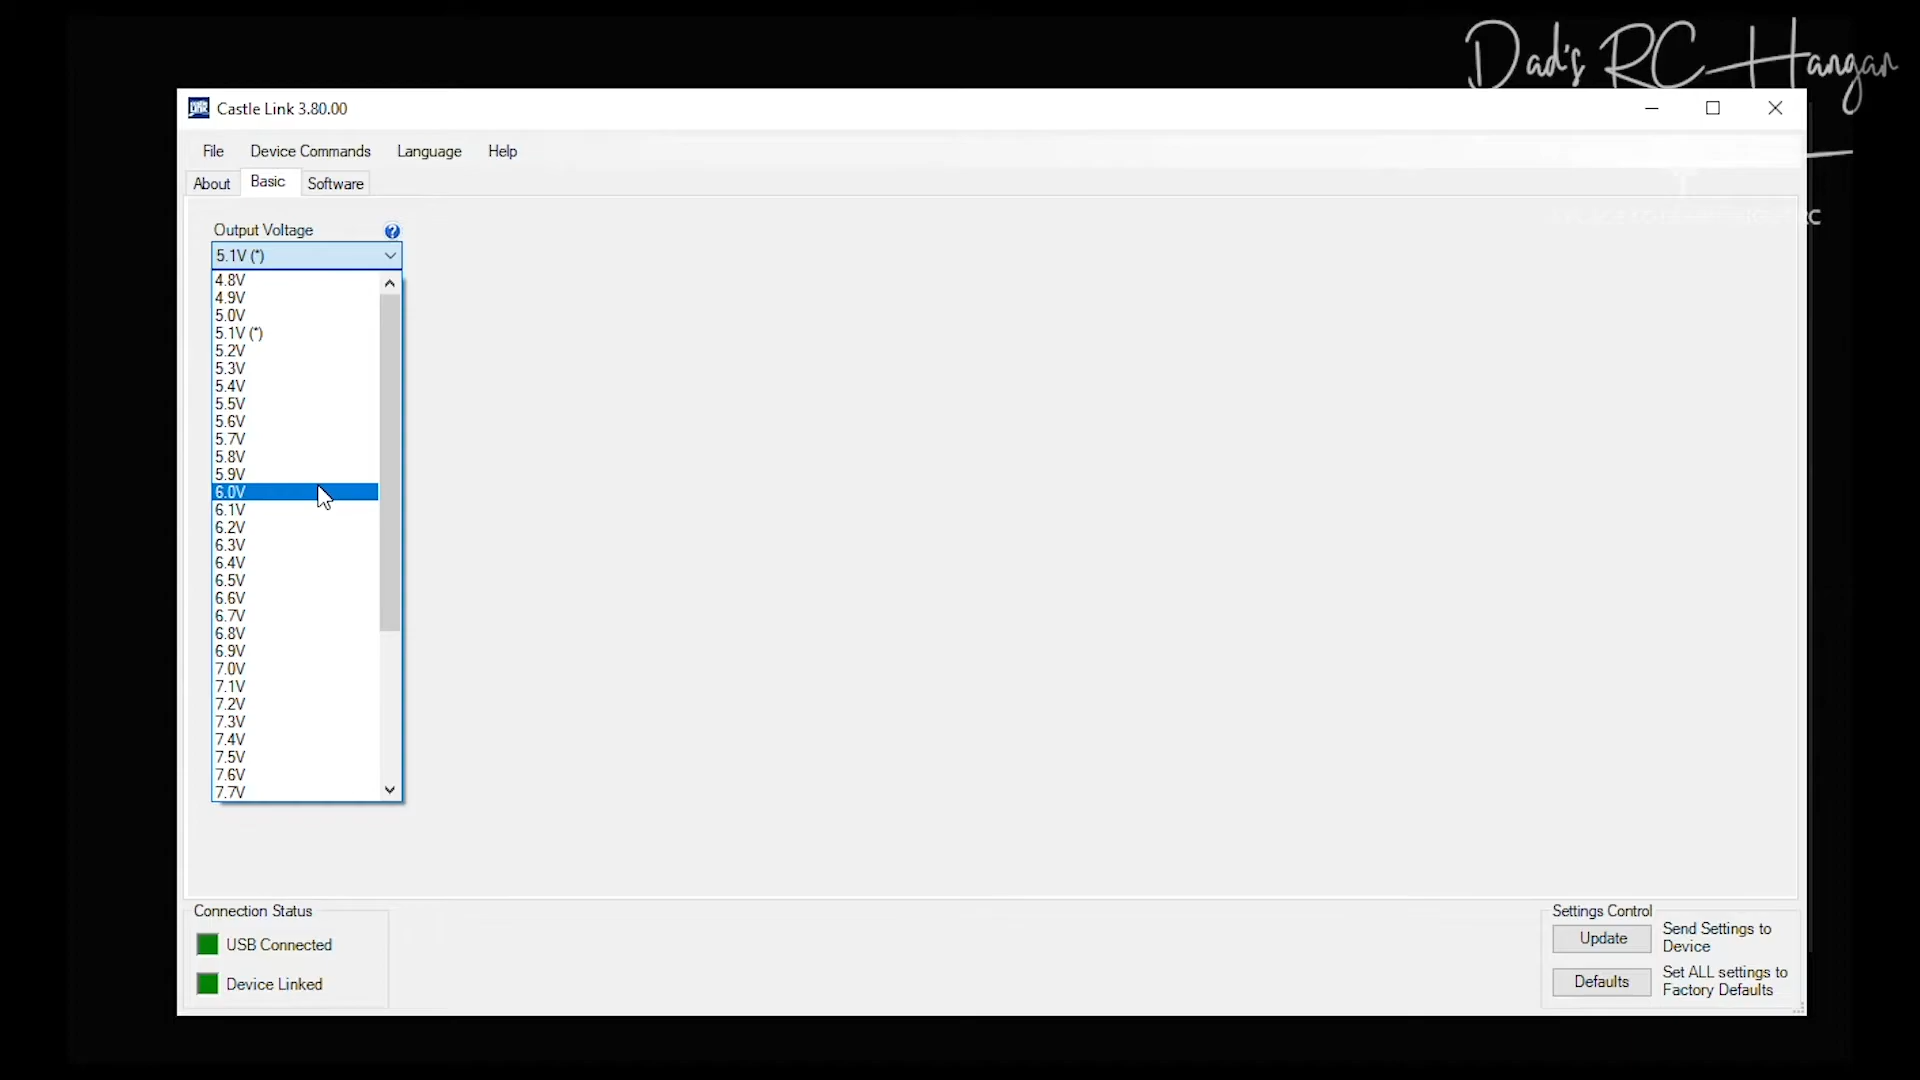 Dad's RC Hangar
Castle Link 3.80.00
File Device Commands Language Help
About Basic Software
Output Voltage
5.1V (*)
4.8V
4.9V
5.0V
5.1V (*)
5.2V
5.3V
5.4V
5.5V
5.6V
5.7V
5.8V
5.9V
6.0V
6.1V
6.2V
6.3V
6.4V
6.5V
6.6V
6.7V
6.8V
6.9V
7.0V
7.1V
7.2V
7.3V
7.4V
7.5V
7.6V
7.7V
Connection Status
USB Connected
Device Linked
Settings Control
Update
Send Settings to
Device
Defaults
Set ALL settings to
Factory Defaults